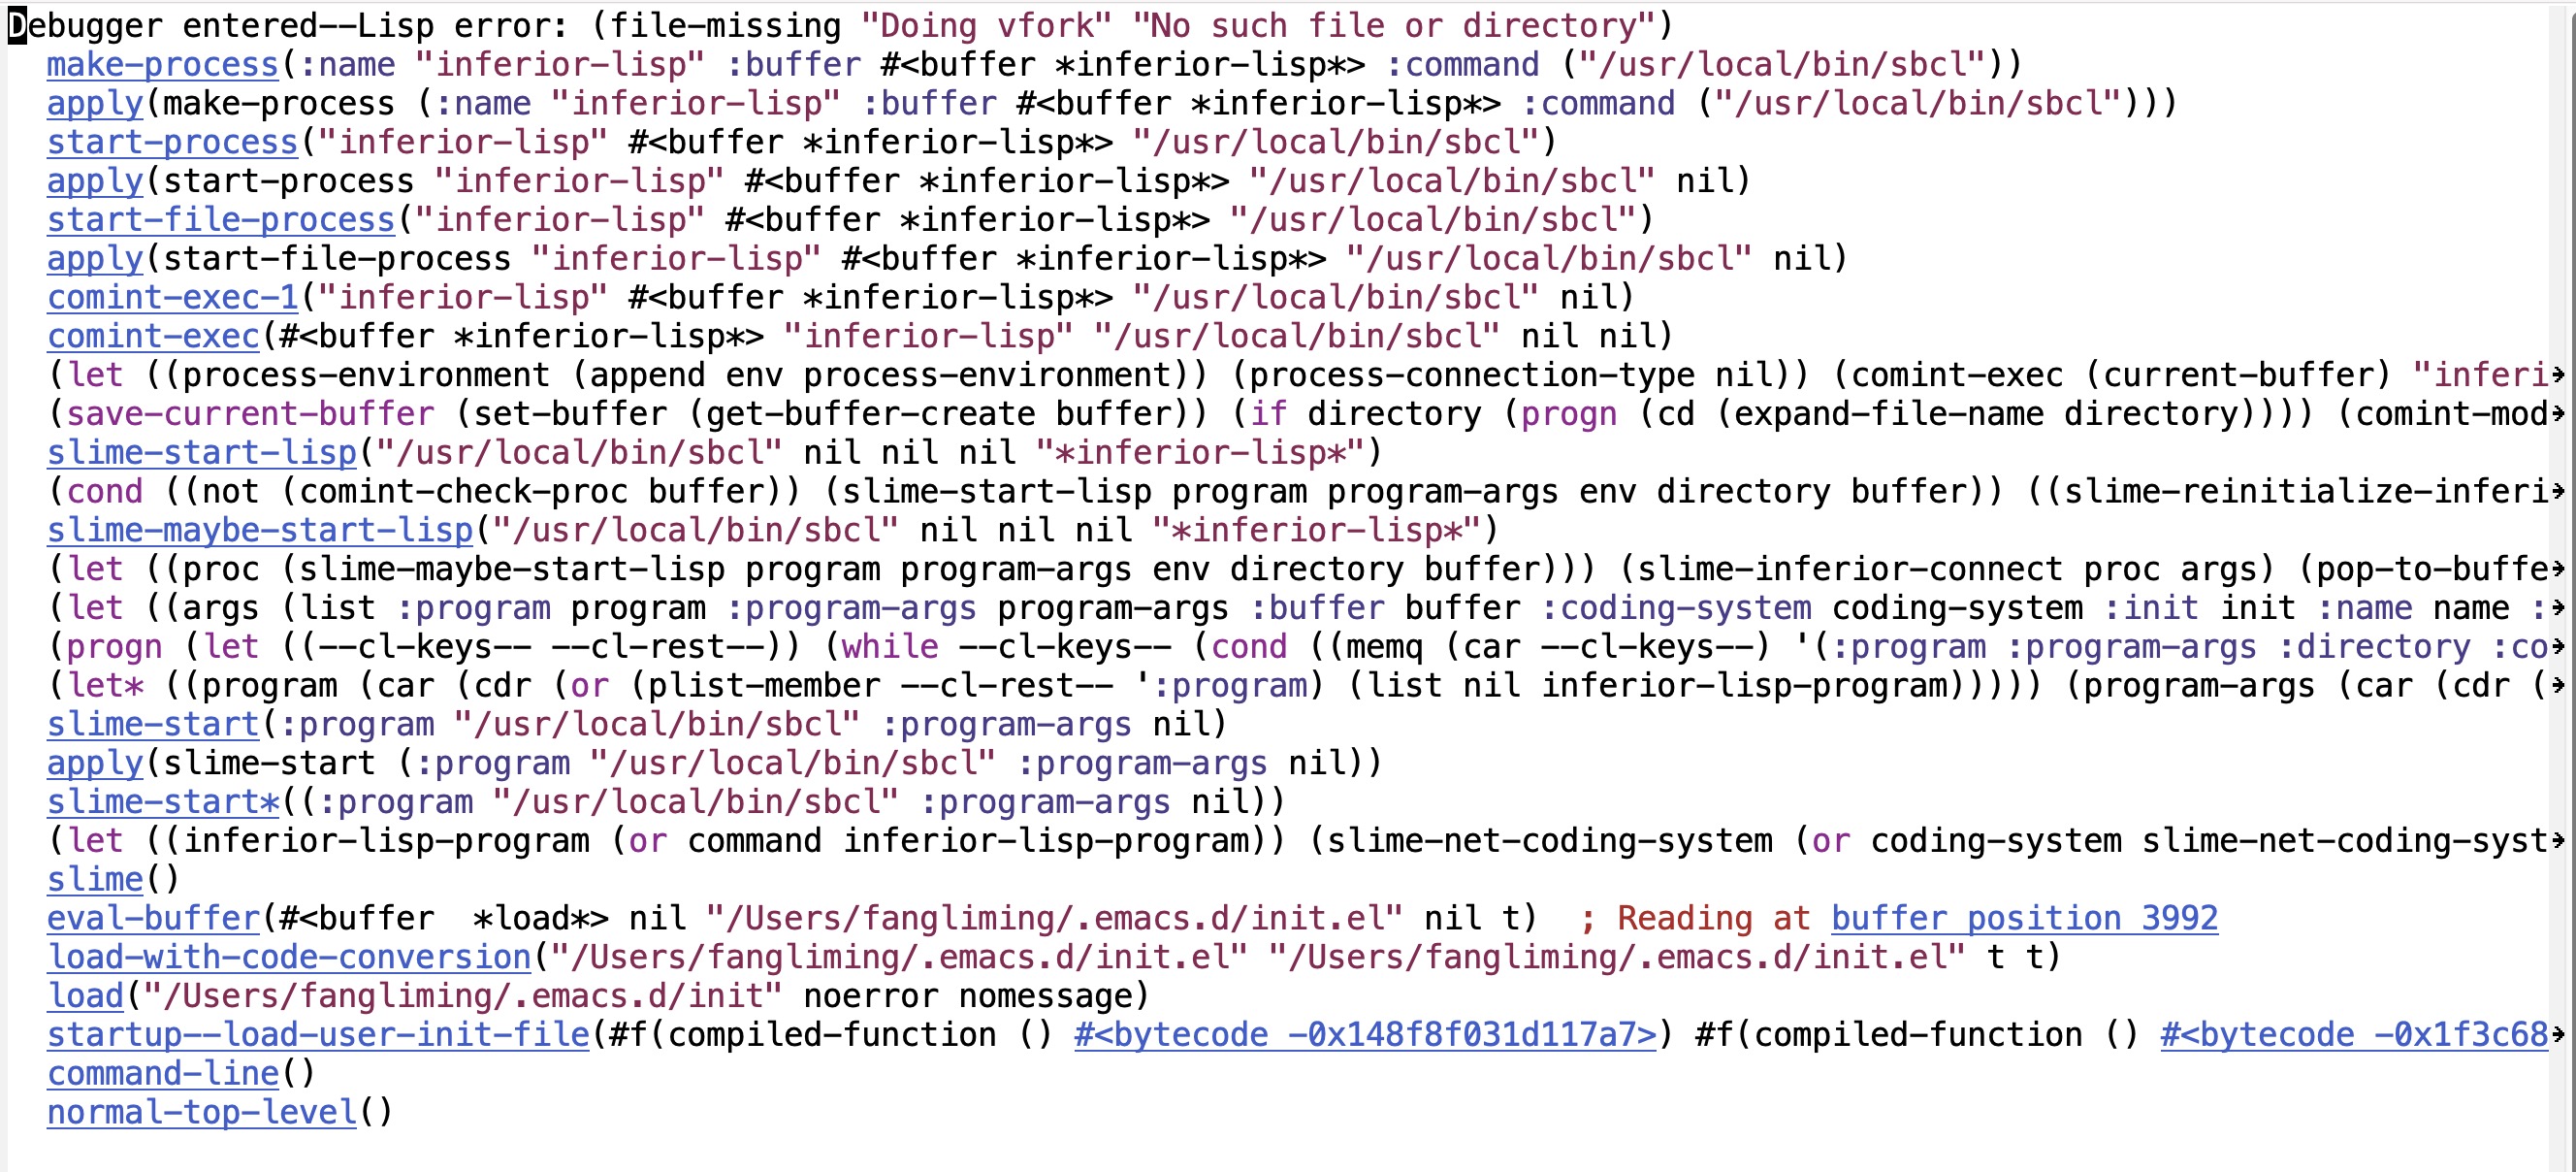 Debugger entered--Lisp error: (file-missing "Doing vfork" "No such file or directory")
  make-process(:name "inferior-lisp" :buffer #<buffer *inferior-lisp*> :command ("/usr/local/bin/sbcl"))
  apply(make-process (:name "inferior-lisp" :buffer #<buffer *inferior-lisp*> :command ("/usr/local/bin/sbcl")))
  start-process("inferior-lisp" #<buffer *inferior-lisp*> "/usr/local/bin/sbcl")
  apply(start-process "inferior-lisp" #<buffer *inferior-lisp*> "/usr/local/bin/sbcl" nil)
  start-file-process("inferior-lisp" #<buffer *inferior-lisp*> "/usr/local/bin/sbcl")
  apply(start-file-process "inferior-lisp" #<buffer *inferior-lisp*> "/usr/local/bin/sbcl" nil)
  comint-exec-1("inferior-lisp" #<buffer *inferior-lisp*> "/usr/local/bin/sbcl" nil)
  comint-exec(#<buffer *inferior-lisp*> "inferior-lisp" "/usr/local/bin/sbcl" nil nil)
  (let ((process-environment (append env process-environment)) (process-connection-type nil)) (comint-exec (current-buffer) "inferi
  (save-current-buffer (set-buffer (get-buffer-create buffer)) (if directory (progn (cd (expand-file-name directory)))) (comint-mod
  slime-start-lisp("/usr/local/bin/sbcl" nil nil nil "*inferior-lisp*")
  (cond ((not (comint-check-proc buffer)) (slime-start-lisp program program-args env directory buffer)) ((slime-reinitialize-inferi
  slime-maybe-start-lisp("/usr/local/bin/sbcl" nil nil nil "*inferior-lisp*")
  (let ((proc (slime-maybe-start-lisp program program-args env directory buffer))) (slime-inferior-connect proc args) (pop-to-buffe
  (let ((args (list :program program :program-args program-args :buffer buffer :coding-system coding-system :init init :name name :
  (progn (let ((--cl-keys-- --cl-rest--)) (while --cl-keys-- (cond ((memq (car --cl-keys--) '(:program :program-args :directory :co
  (let* ((program (car (cdr (or (plist-member --cl-rest-- ':program) (list nil inferior-lisp-program))))) (program-args (car (cdr (
  slime-start(:program "/usr/local/bin/sbcl" :program-args nil)
  apply(slime-start (:program "/usr/local/bin/sbcl" :program-args nil))
  slime-start*((:program "/usr/local/bin/sbcl" :program-args nil))
  (let ((inferior-lisp-program (or command inferior-lisp-program)) (slime-net-coding-system (or coding-system slime-net-coding-syst
  slime()
  eval-buffer(#<buffer  *load*> nil "/Users/fangliming/.emacs.d/init.el" nil t)  ; Reading at buffer position 3992
  load-with-code-conversion("/Users/fangliming/.emacs.d/init.el" "/Users/fangliming/.emacs.d/init.el" t t)
  load("/Users/fangliming/.emacs.d/init" noerror nomessage)
  startup--load-user-init-file(#f(compiled-function () #<bytecode -0x148f8f031d117a7>) #f(compiled-function () #<bytecode -0x1f3c68
  command-line()
  normal-top-level()